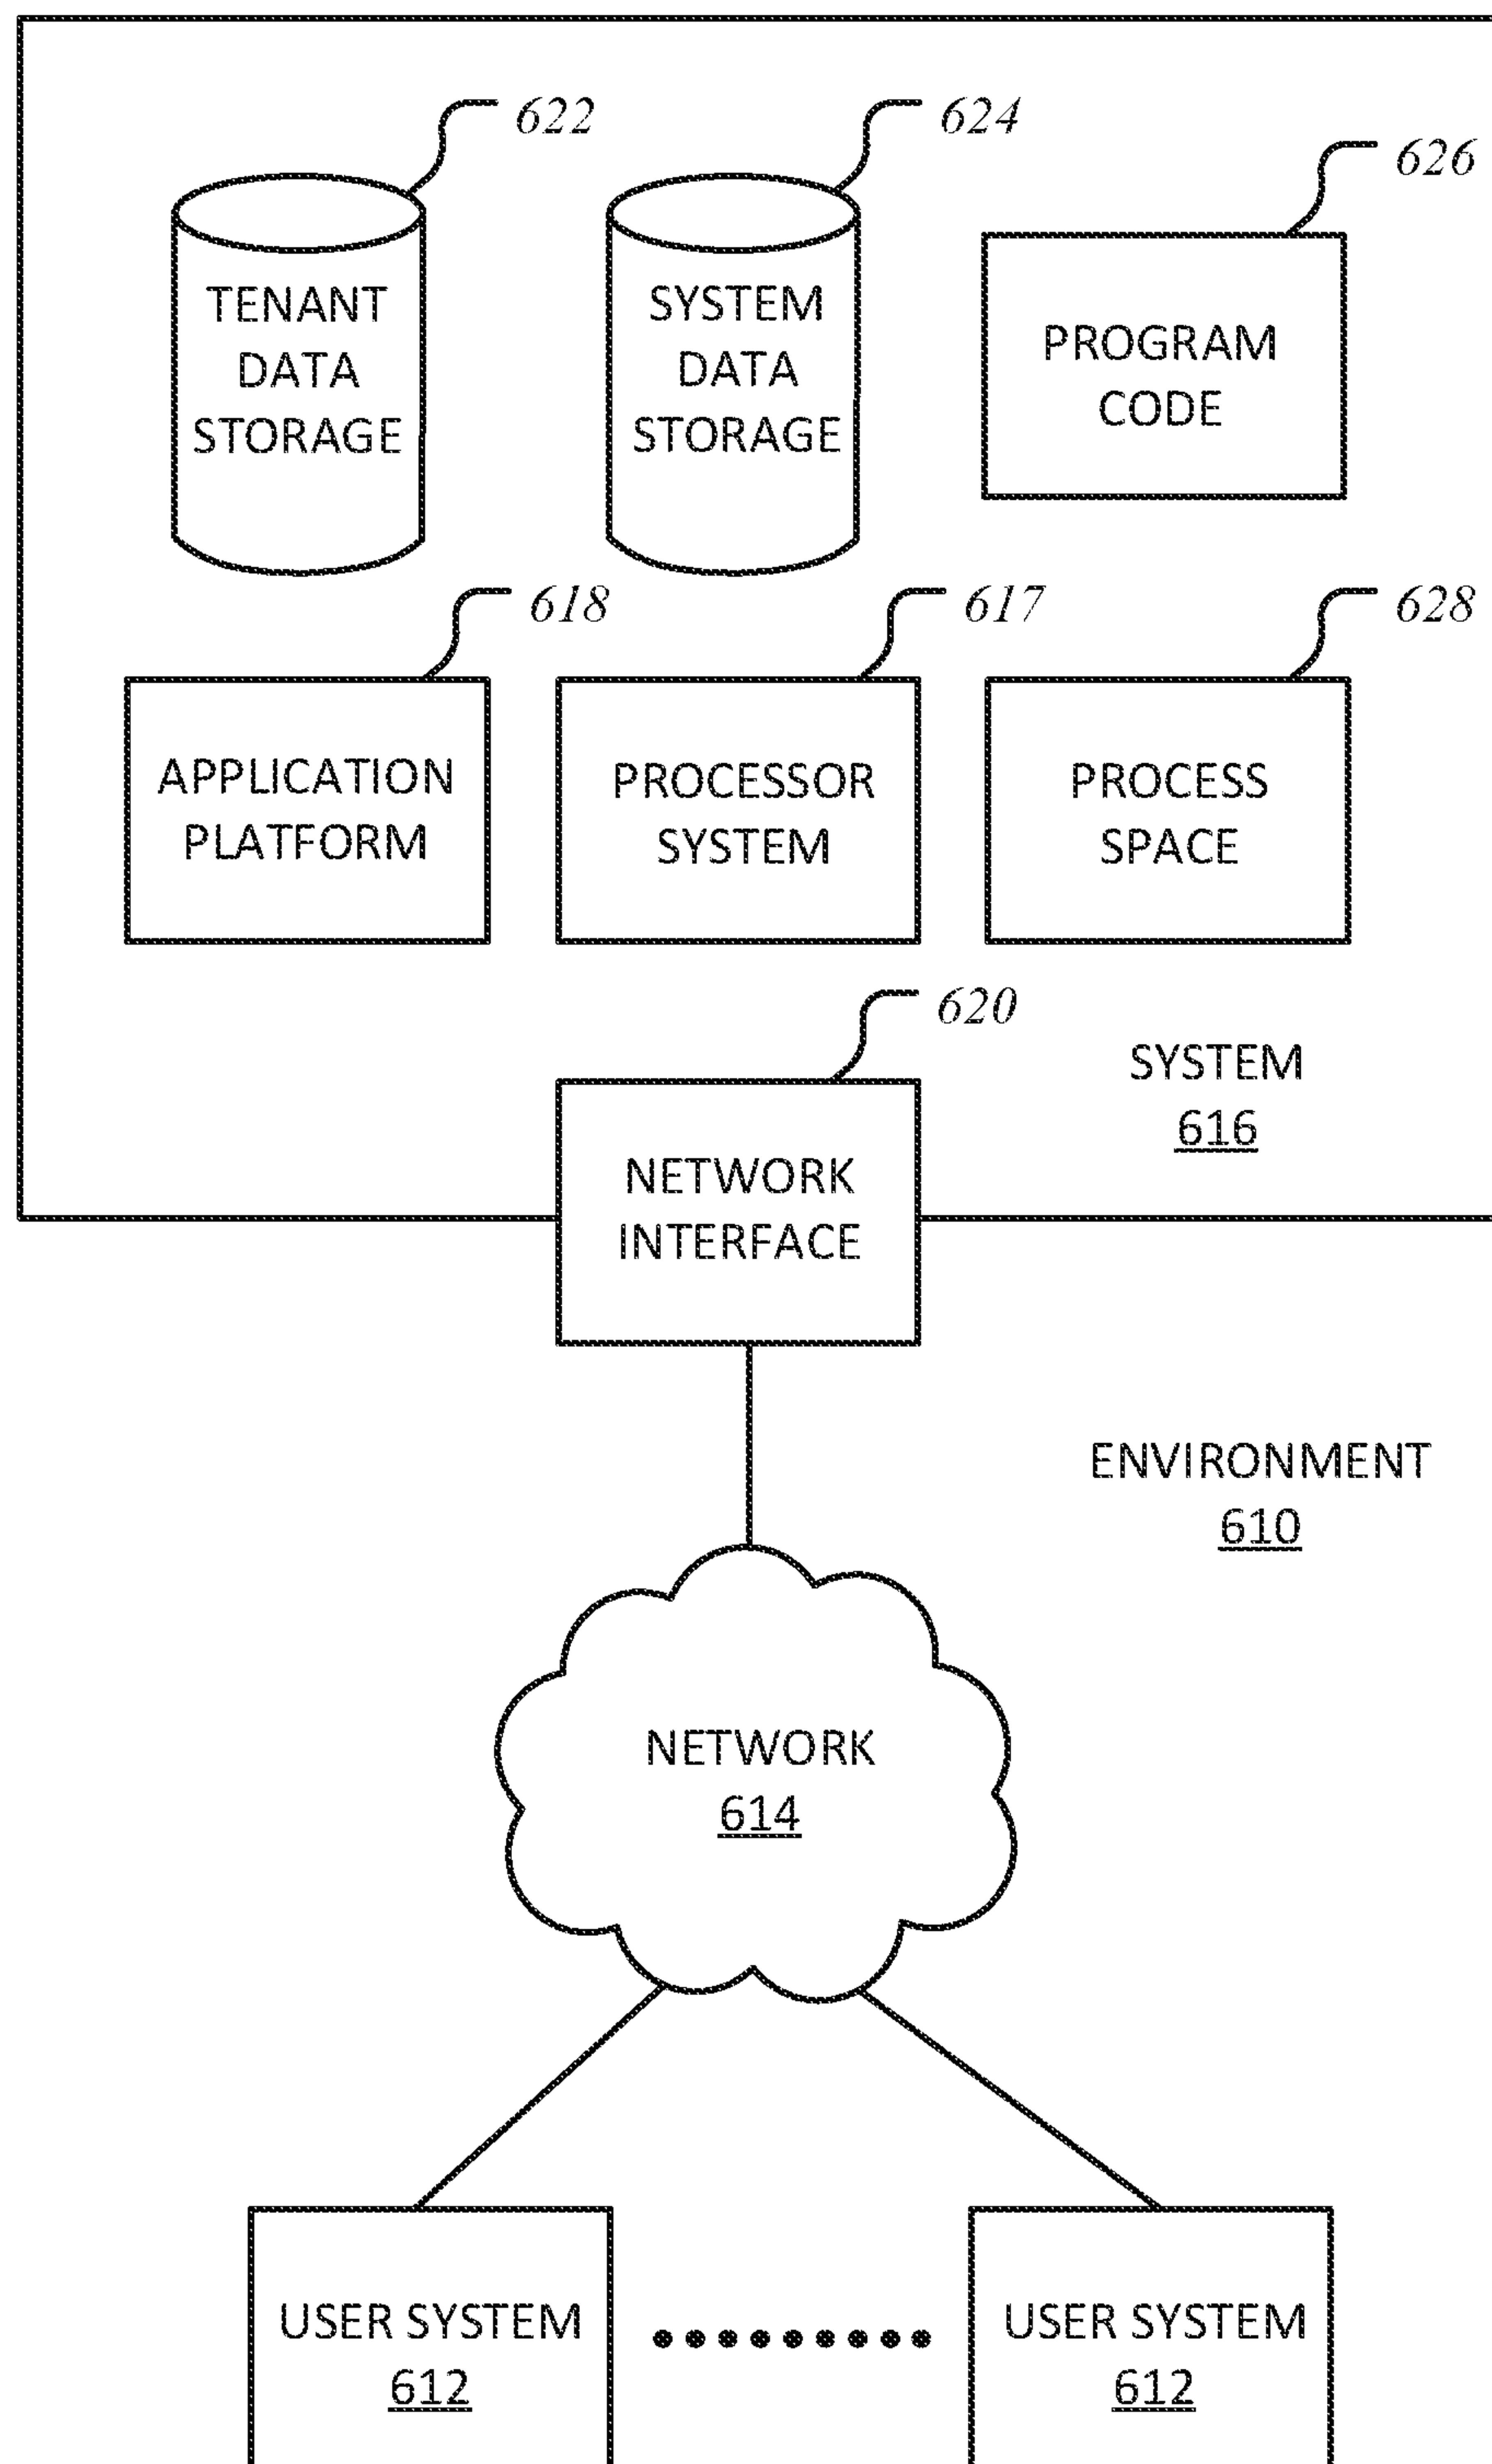 622
624
626
TENANT
DATA
STORAGE
SYSTEM
DATA
STORAGE
PROGRAM
CODE
618
617
628
APPLICATION
PLATFORM
PROCESSOR
SYSTEM
PROCESS
SPACE
620
SYSTEM
616
NETWORK
INTERFACE
ENVIRONMENT
610
NETWORK
614
USER SYSTEM
612
USER SYSTEM
612